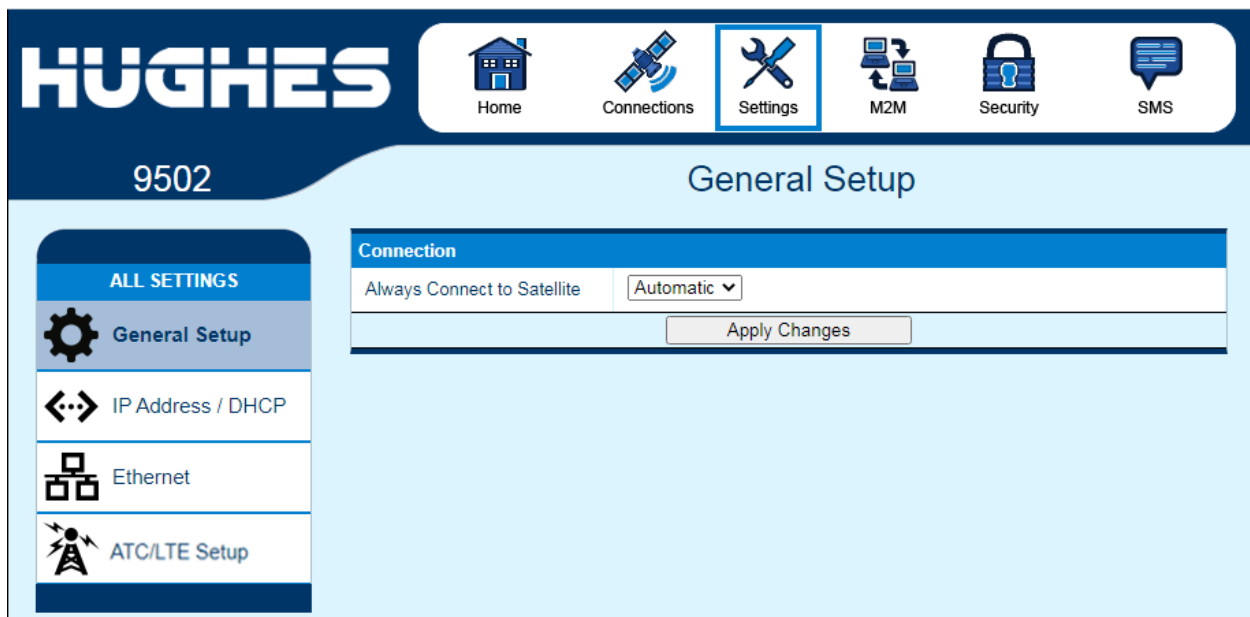 HUGHES
Home
Connections
Settings
M2M
Security
SMS
9502
General Setup
ALL SETTINGS
General Setup
IP Address / DHCP
Ethernet
ATC/LTE Setup
Connection
Always Connect to Satellite
Automatic
Apply Changes